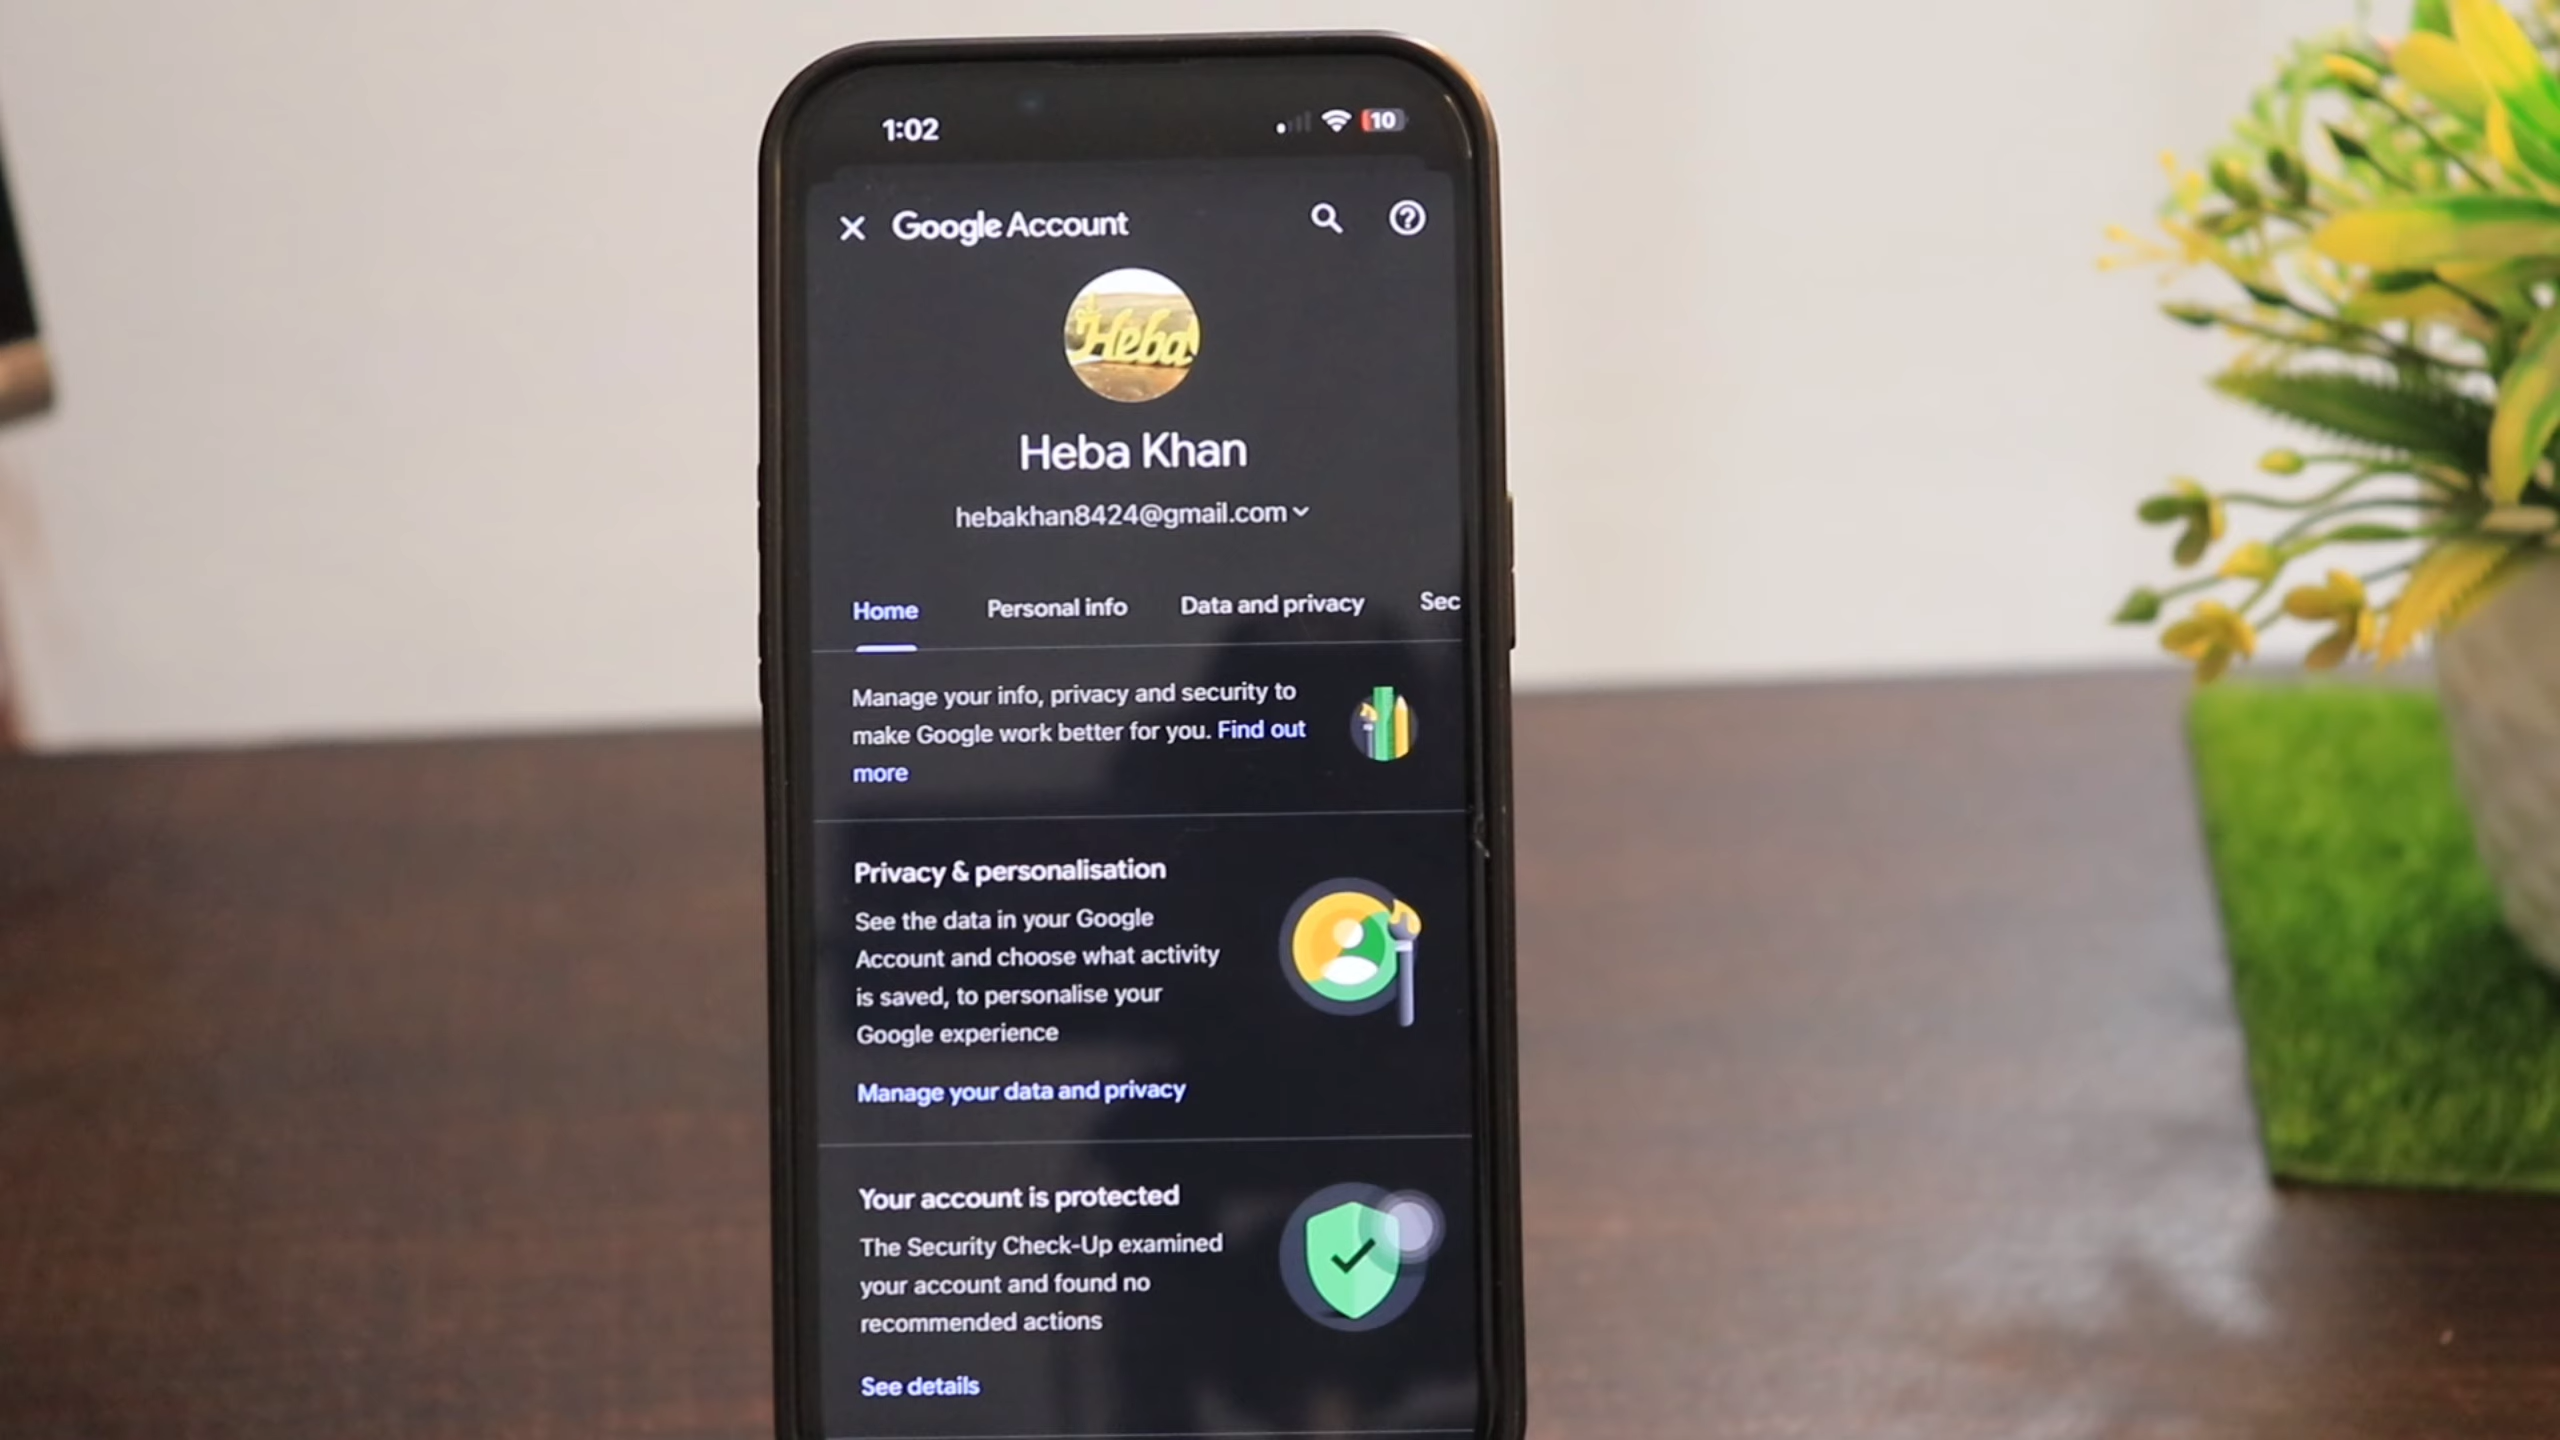 1:02
10
Google Account
Heba
Heba Khan
hebakhan8424@gmail.com
Home Personal info Data and privacy Sec
Manage your info, privacy and security to
make Google work better for you. Find out
more
Privacy & personalisation
See the data in your Google
Account and choose what activity
is saved, to personalise your
Google experience
Manage your data and privacy
Your account is protected
The Security Check-Up examined
your account and found no
recommended actions
See details